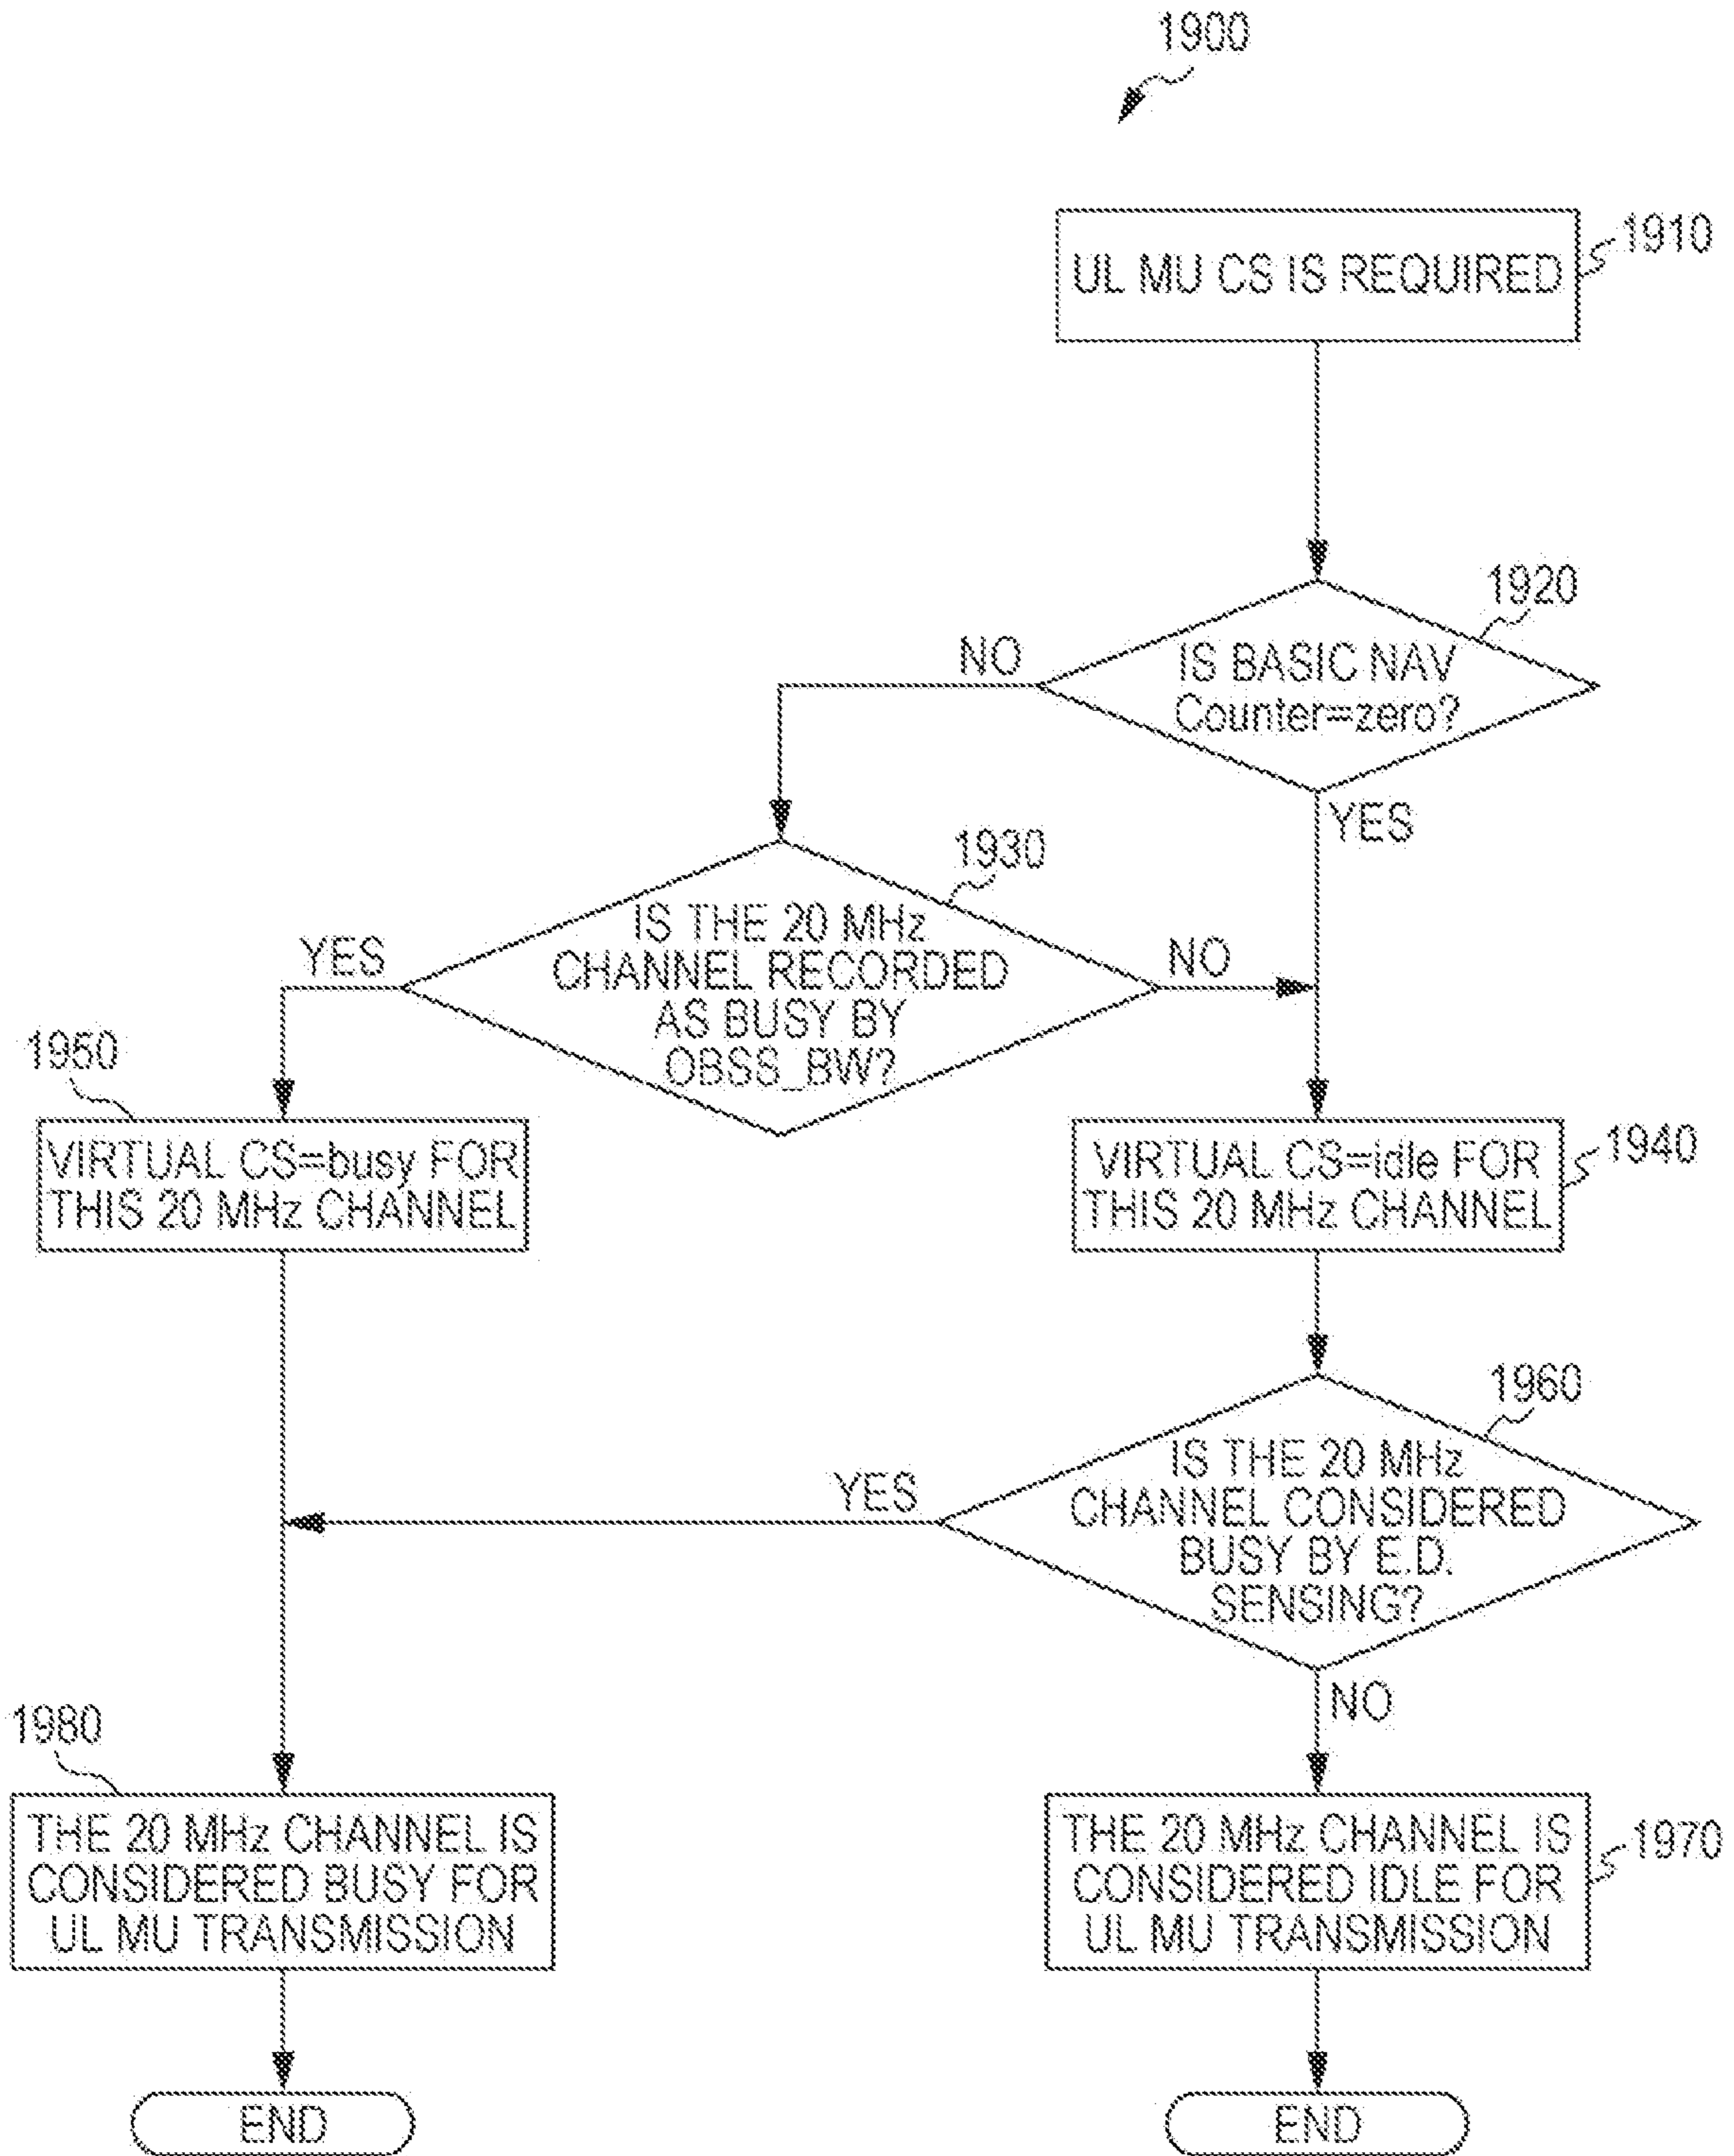 1900
UL MU CS IS REQUIRED
1910
1920
IS BASIC NAV
Counter=zero?
NO
YES
1930
IS THE 20 MHz
CHANNEL RECORDED
AS BUSY BY
OBSS_BW?
YES
NO
1950
VIRTUAL CS=busy FOR
THIS 20 MHz CHANNEL
VIRTUAL CS=idle FOR
THIS 20 MHz CHANNEL
1940
1960
IS THE 20 MHz
CHANNEL CONSIDERED
BUSY BY E.D.
SENSING?
YES
NO
1980
THE 20 MHz CHANNEL IS
CONSIDERED BUSY FOR
UL MU TRANSMISSION
THE 20 MHz CHANNEL IS
CONSIDERED IDLE FOR
UL MU TRANSMISSION
1970
END
END